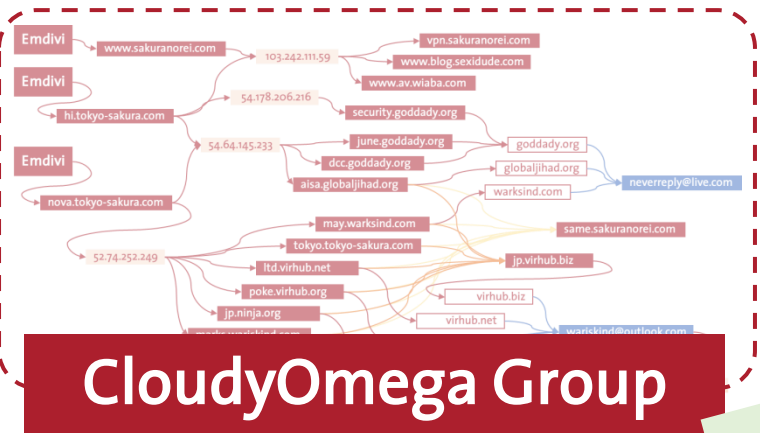 Emdivi
www.sakuranorei.com
103.242.111.59
vpn.sakuranorei.com
www.blog.sexidude.com
www.av.wiaba.com
Emdivi
54.178.206.216
hi.tokyo-sakura.com
security.goddady.org
54.64.145.233
june.goddady.org
goddady.org
dcc.goddady.org
Emdivi
globaljihad.org
aisa.globaljihad.org
neverreply@live.com
warksind.com
nova.tokyo-sakura.com
may.warksind.com
same.sakuranorei.com
tokyo.tokyo-sakura.com
52.74.252.249
ltd.virhub.net
jp.virhub.biz
poke.virhub.org
virhub.biz
jp.ninja.org
virhub.net
wariskind@outlook.com
CloudyOmega Group